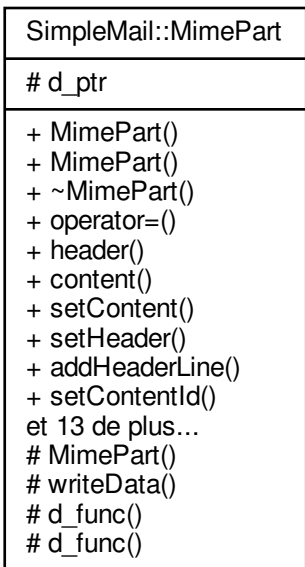 SimpleMail::MimePart
# d_ptr
+ MimePart()
+ MimePart()
+ ~MimePart()
+ operator=()
+ header()
+ content()
+ setContent()
+ setHeader()
+ addHeaderLine()
+ setContentId()
et 13 de plus...
# MimePart()
# writeData()
# d_func()
# d_func()